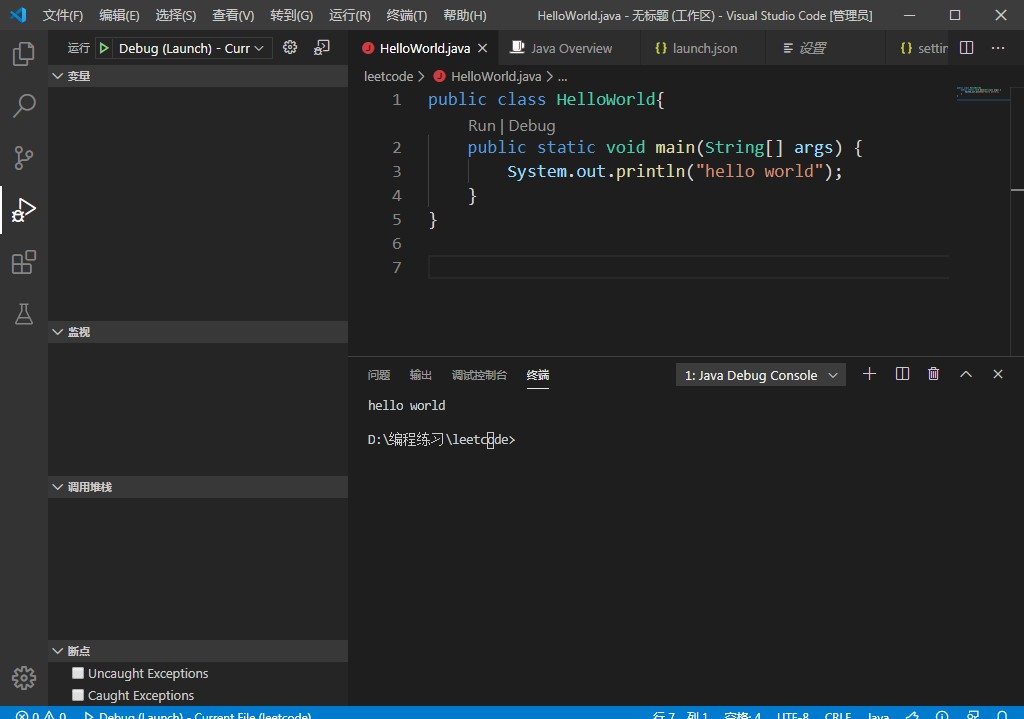 文件(F) 编辑(E) 选择(S) 查看(V) 转到(G) 运行(R) 终端(T) 帮助(H) HelloWorld.java - 无标题 (工作区) - Visual Studio Code [管理员]
运行 Debug (Launch) - Curr
HelloWorld.java Java Overview launch.json 设置 settin
变量
leetcode > HelloWorld.java > ...
1 public class HelloWorld{
Run | Debug
2 public static void main(String[] args) {
3 System.out.println("hello world");
4 }
5 }
6
7
监视
问题 输出 调试控制台 终端 1: Java Debug Console
hello world
D:\编程练习\leetcode>
调用堆栈
断点
Uncaught Exceptions
Caught Exceptions
0 0 Debug (Launch) - Current File (leetcode) 行 7, 列 1 空格: 4 UTF-8 CRLF Java